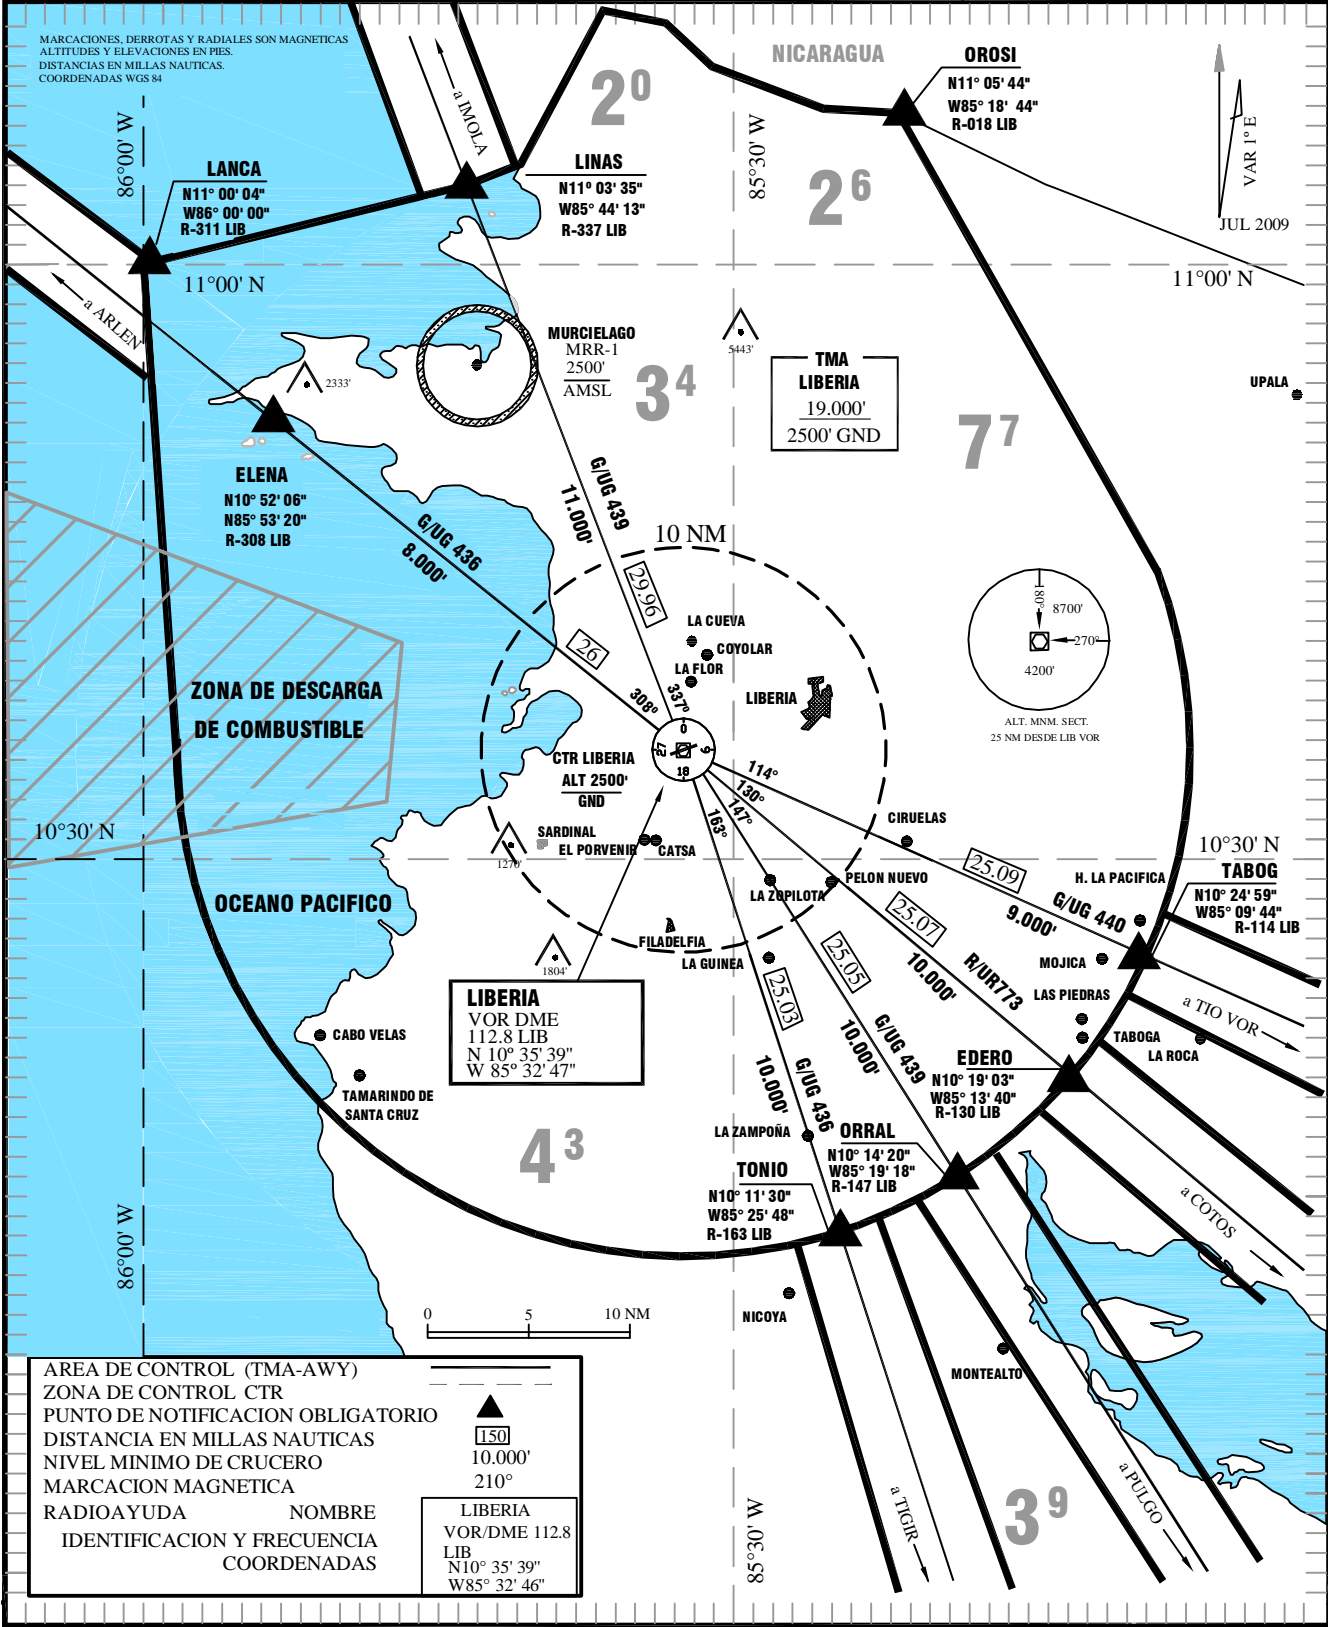 MARCACIONES, DERROTAS Y RADIALES SON MAGNETICAS
ALTITUDES Y ELEVACIONES EN PIES.
DISTANCIAS EN MILLAS NAUTICAS.
COORDENADAS WGS 84
86°00' W
a IMOLA
2⁰
NICARAGUA
85°30' W
OROSI
N11° 05' 44"
W85° 18' 44"
R-018 LIB
VAR 1° E
JUL 2009
LANCA
N11° 00' 04"
W86° 00' 00"
R-311 LIB
LINAS
N11° 03' 35"
W85° 44' 13"
R-337 LIB
2⁶
11°00' N
11°00' N
a ARLEN
MURCIELAGO
MRR-1
2500'
AMSL
2333'
5443'
3⁴
TMA
LIBERIA
19.000'
2500' GND
7⁷
UPALA
ELENA
N10° 52' 06"
N85° 53' 20"
R-308 LIB
G/UG 436
8.000'
G/UG 439
11.000'
10 NM
29.96
26
LA CUEVA
COYOLAR
LA FLOR
LIBERIA
308°
337°
0
27
9
18
180°
8700'
270°
4200'
ALT. MNM. SECT.
25 NM DESDE LIB VOR
ZONA DE DESCARGA
DE COMBUSTIBLE
CTR LIBERIA
ALT 2500'
GND
114°
130°
147°
163°
10°30' N
10°30' N
1270'
SARDINAL
EL PORVENIR
CATSA
CIRUELAS
25.09
H. LA PACIFICA
TABOG
N10° 24' 59"
W85° 09' 44"
R-114 LIB
OCEANO PACIFICO
LA ZOPILOTA
PELON NUEVO
25.07
G/UG 440
9.000'
FILADELFIA
LA GUINEA
1804'
25.05
25.03
10.000'
R/UR773
MOJICA
LAS PIEDRAS
a TIO VOR
LIBERIA
VOR DME
112.8 LIB
N 10° 35' 39"
W 85° 32' 47"
CABO VELAS
TAMARINDO DE
SANTA CRUZ
10.000'
G/UG 436
10.000'
G/UG 439
EDERO
N10° 19' 03"
W85° 13' 40"
R-130 LIB
TABOGA
LA ROCA
4³
LA ZAMPOÑA
ORRAL
N10° 14' 20"
W85° 19' 18"
R-147 LIB
TONIO
N10° 11' 30"
W85° 25' 48"
R-163 LIB
a COTOS
86°00' W
0 5 10 NM
NICOYA
MONTEALTO
a TIGIR
a PULGO
3⁹
85°30' W
AREA DE CONTROL (TMA-AWY)
ZONA DE CONTROL CTR
PUNTO DE NOTIFICACION OBLIGATORIO
DISTANCIA EN MILLAS NAUTICAS 150
NIVEL MINIMO DE CRUCERO 10.000'
MARCACION MAGNETICA 210°
RADIOAYUDA NOMBRE
IDENTIFICACION Y FRECUENCIA
COORDENADAS
LIBERIA
VOR/DME 112.8
LIB
N10° 35' 39"
W85° 32' 46"